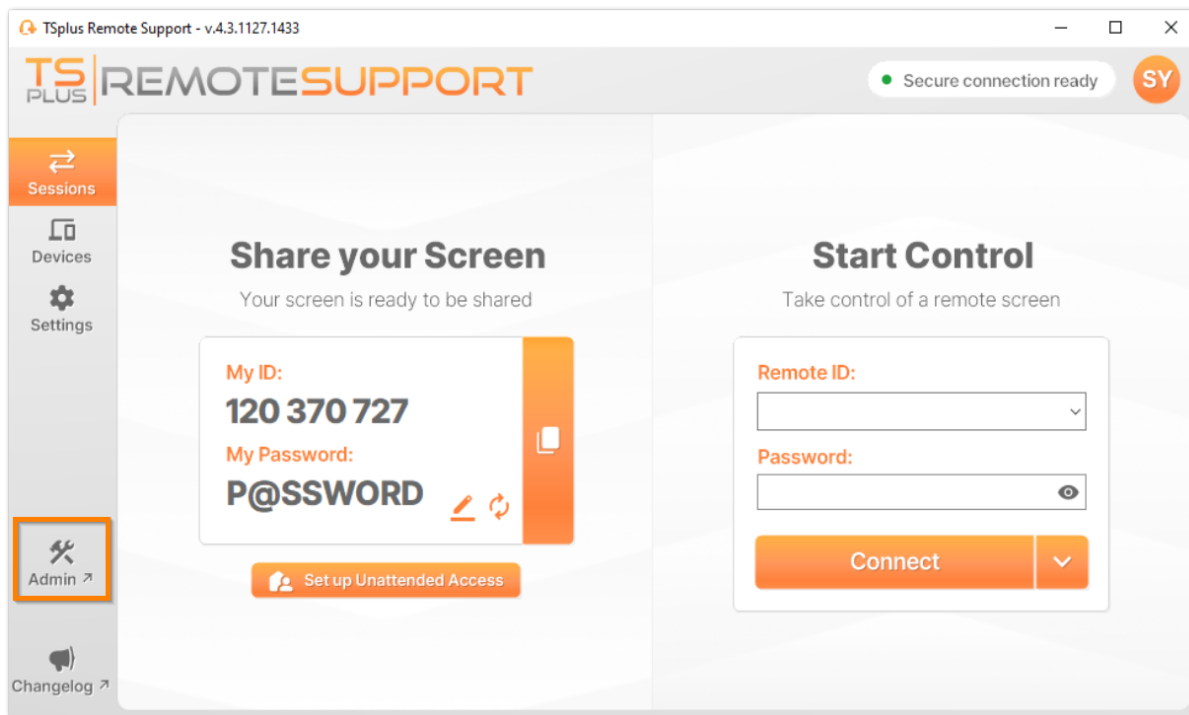 TSplus Remote Support - v.4.3.1127.1433
TS PLUS REMOTESUPPORT
Secure connection ready
SY
Sessions
Devices
Settings
Admin ↗
Changelog ↗
Share your Screen
Your screen is ready to be shared
My ID:
120 370 727
My Password:
P@SSWORD
Set up Unattended Access
Start Control
Take control of a remote screen
Remote ID:
Password:
Connect